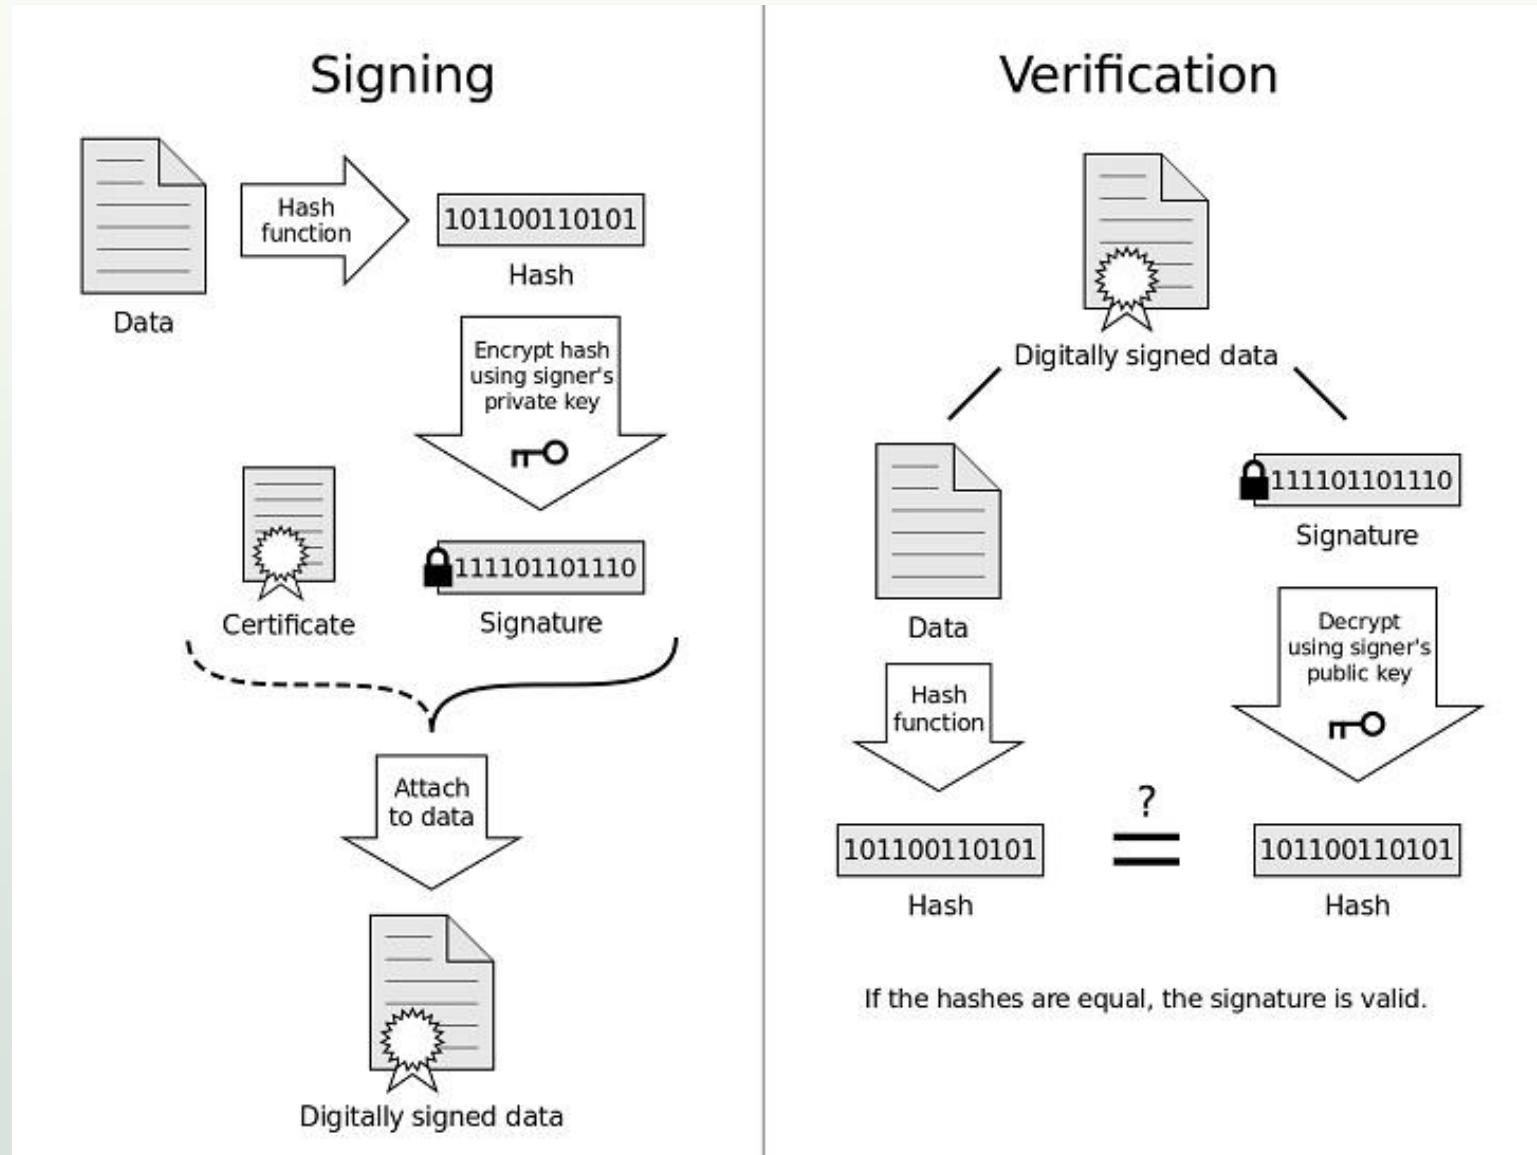 Signing
Data
Hash
function
101100110101
Hash
Encrypt hash
using signer's
private key
Certificate
111101101110
Signature
Attach
to data
Digitally signed data
Verification
Digitally signed data
Data
111101101110
Signature
Hash
function
Decrypt
using signer's
public key
101100110101
Hash
?
=
101100110101
Hash
If the hashes are equal, the signature is valid.